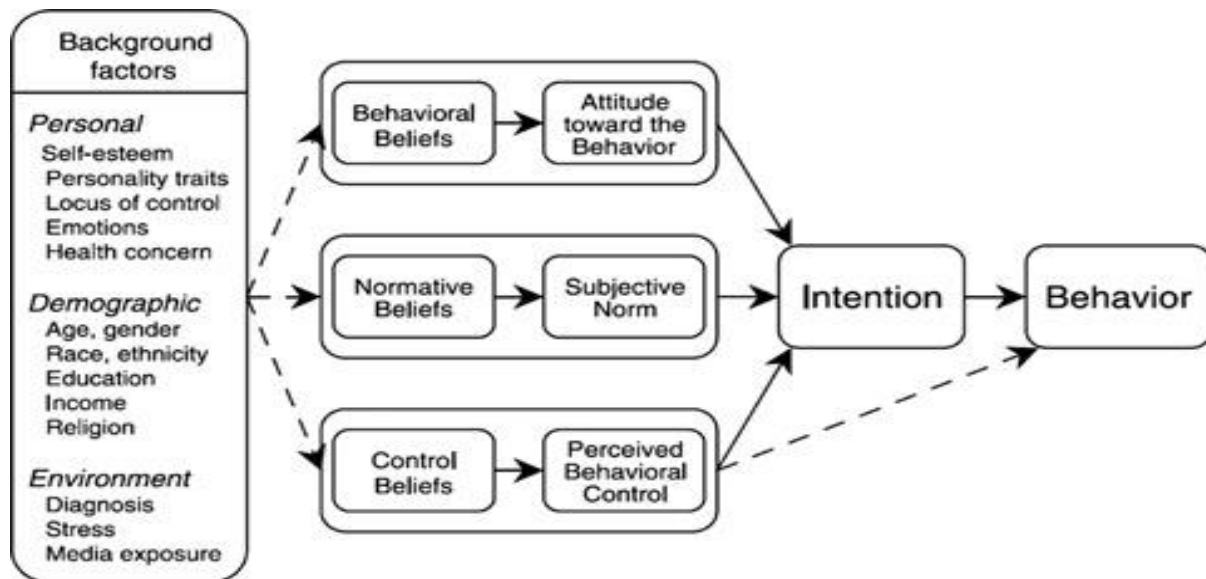 Background
factors
Personal
Self-esteem
Personality traits
Locus of control
Emotions
Health concern
Demographic
Age, gender
Race, ethnicity
Education
Income
Religion
Environment
Diagnosis
Stress
Media exposure
Behavioral
Beliefs
Attitude
toward the
Behavior
Normative
Beliefs
Subjective
Norm
Control
Beliefs
Perceived
Behavioral
Control
Intention
Behavior